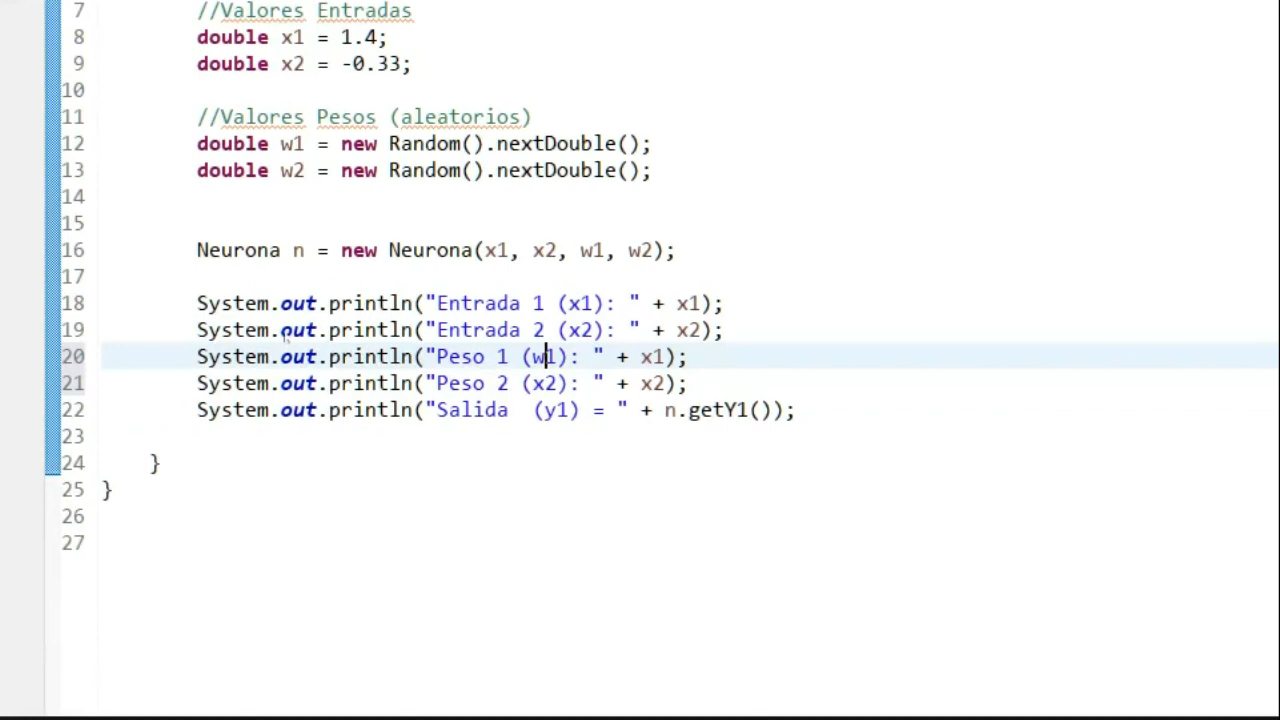 7 //Valores Entradas
8 double x1 = 1.4;
9 double x2 = -0.33;
10
11 //Valores Pesos (aleatorios)
12 double w1 = new Random().nextDouble();
13 double w2 = new Random().nextDouble();
14
15
16 Neurona n = new Neurona(x1, x2, w1, w2);
17
18 System.out.println("Entrada 1 (x1): " + x1);
19 System.out.println("Entrada 2 (x2): " + x2);
20 System.out.println("Peso 1 (w1): " + x1);
21 System.out.println("Peso 2 (x2): " + x2);
22 System.out.println("Salida  (y1) = " + n.getY1());
23
24 }
25 }
26
27